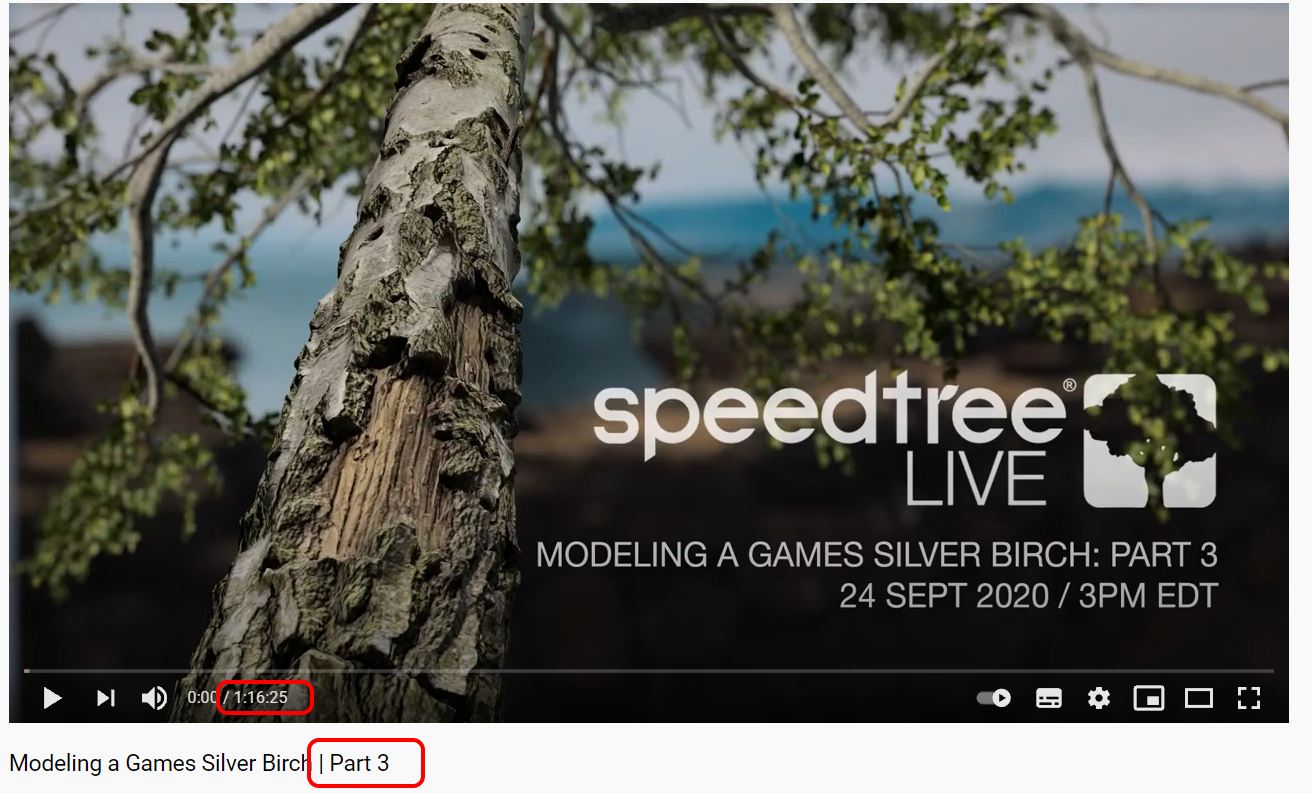 speedtree®
LIVE
MODELING A GAMES SILVER BIRCH: PART 3
24 SEPT 2020 / 3PM EDT
0:00 / 1:16:25
Modeling a Games Silver Birch | Part 3